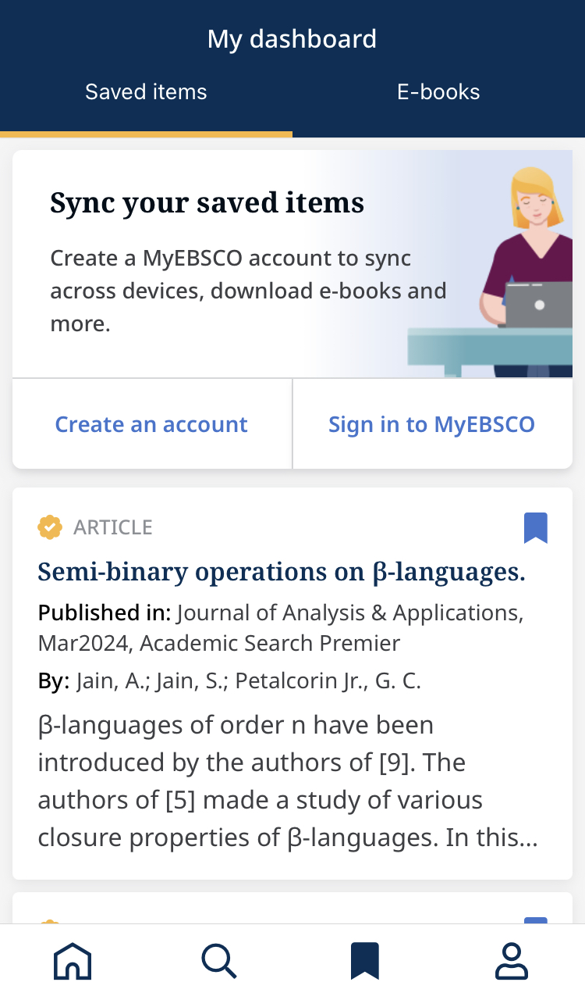 My dashboard
Saved items
E-books
Sync your saved items
Create a MyEBSCO account to sync
across devices, download e-books and
more.
Create an account
Sign in to MyEBSCO
ARTICLE
Semi-binary operations on β-languages.
Published in: Journal of Analysis & Applications,
Mar2024, Academic Search Premier
By: Jain, A.; Jain, S.; Petalcorin Jr., G. C.
β-languages of order n have been
introduced by the authors of [9]. The
authors of [5] made a study of various
closure properties of β-languages. In this...